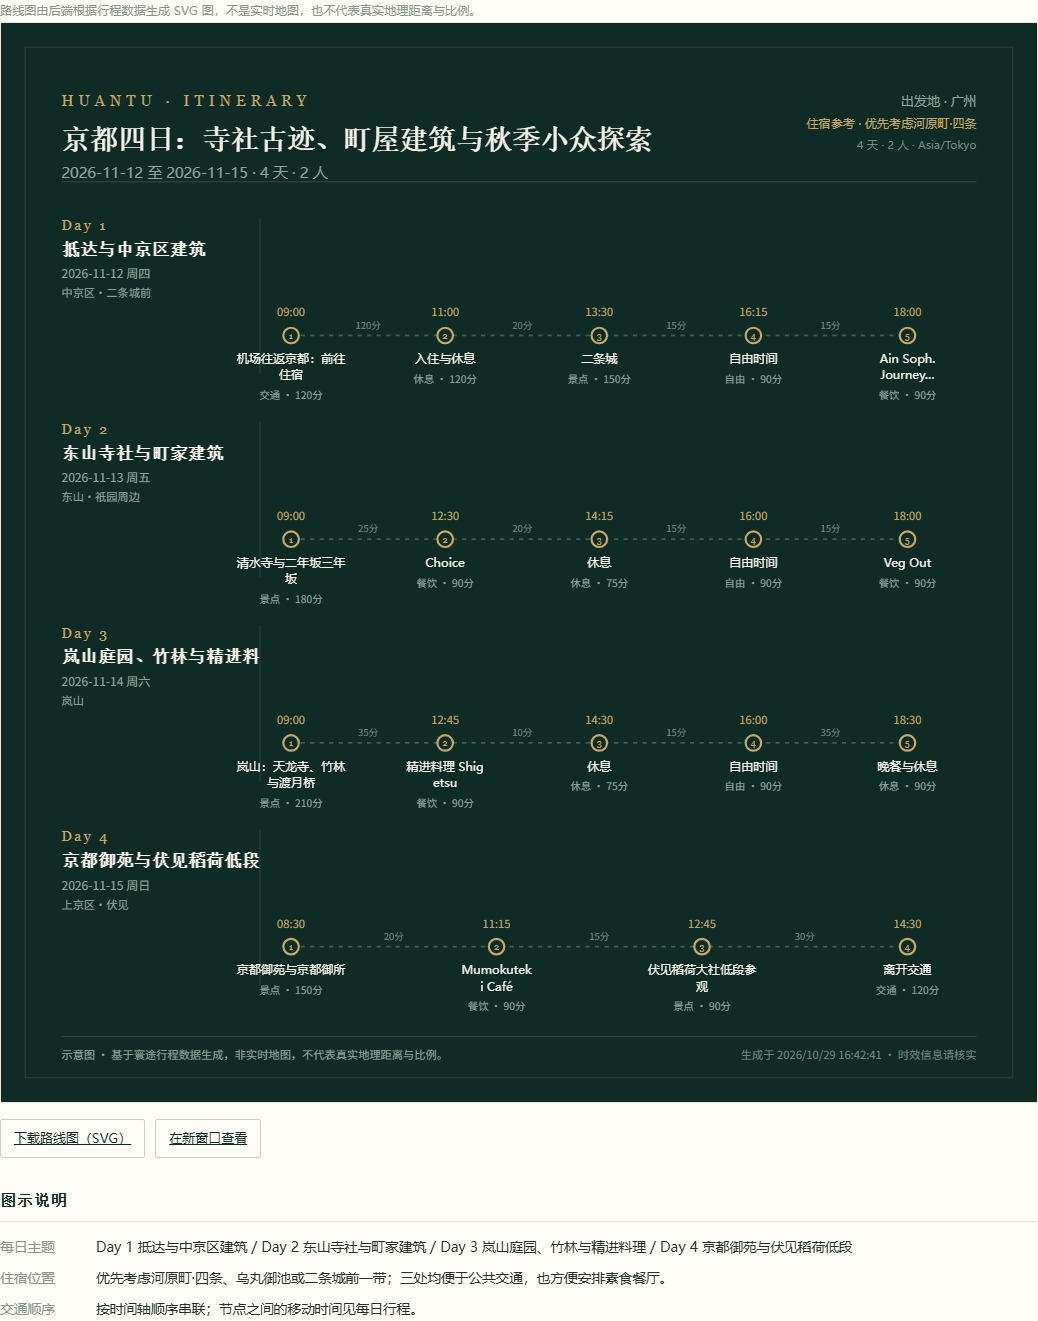 路线图由后端根据行程数据生成 SVG 图，不是实时地图，也不代表真实地理距离与比例。
HUANTU · ITINERARY
出发地 · 广州
住宿参考 · 优先考虑河原町·四条
京都四日：寺社古迹、町屋建筑与秋季小众探索
4 天 · 2 人 · Asia/Tokyo
2026-11-12 至 2026-11-15 · 4 天 · 2 人
Day 1
抵达与中京区建筑
2026-11-12 周四
中京区 • 二条城前
09:00 11:00 13:30 16:15 18:00
120分 20分 15分 15分
1 2 3 4 5
机场往返京都：前往 入住与休息 二条城 自由时间 Ain Soph.
住宿 Journey...
休息 • 120分 景点 • 150分 自由 • 90分
交通 • 120分 餐饮 • 90分
Day 2
东山寺社与町家建筑
2026-11-13 周五
东山 • 祇园周边
09:00 12:30 14:15 16:00 18:00
25分 20分 15分 15分
1 2 3 4 5
清水寺与二年坂三年 Choice 休息 自由时间 Veg Out
坂
餐饮 • 90分 休息 • 75分 自由 • 90分 餐饮 • 90分
景点 • 180分
Day 3
岚山庭园、竹林与精进料
2026-11-14 周六
岚山
09:00 12:45 14:30 16:00 18:30
35分 10分 15分 35分
1 2 3 4 5
岚山：天龙寺、竹林 精进料理 Shig 休息 自由时间 晚餐与休息
与渡月桥 etsu
休息 • 75分 自由 • 90分 休息 • 90分
景点 • 210分 餐饮 • 90分
Day 4
京都御苑与伏见稻荷低段
2026-11-15 周日
上京区 • 伏见
08:30 11:15 12:45 14:30
20分 15分 30分
1 2 3 4
京都御苑与京都御所 Mumokutek 伏见稻荷大社低段参 离开交通
i Café 观
景点 • 150分 交通 • 120分
餐饮 • 90分 景点 • 90分
示意图 • 基于寰途行程数据生成，非实时地图，不代表真实地理距离与比例。
生成于 2026/10/29 16:42:41 • 时效信息请核实
下载路线图（SVG） 在新窗口查看
图示说明
每日主题 Day 1 抵达与中京区建筑 / Day 2 东山寺社与町家建筑 / Day 3 岚山庭园、竹林与精进料理 / Day 4 京都御苑与伏见稻荷低段
住宿位置 优先考虑河原町·四条、乌丸御池或二条城前一带；三处均便于公共交通，也方便安排素食餐厅。
交通顺序 按时间轴顺序串联；节点之间的移动时间见每日行程。